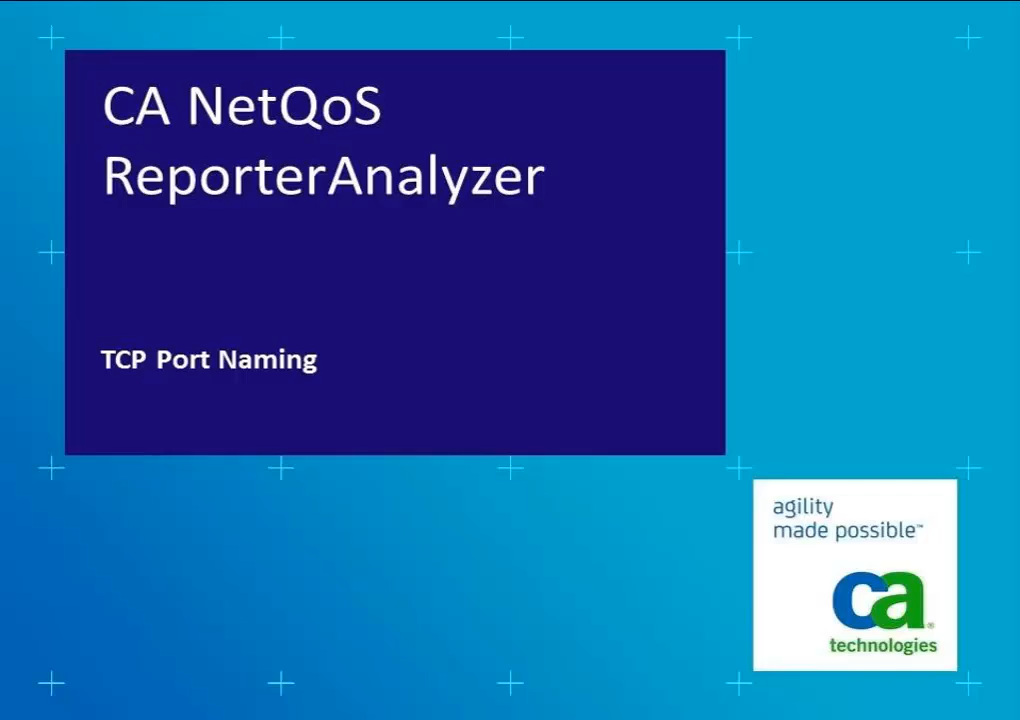 CA NetQoS
ReporterAnalyzer
TCP Port Naming
agility
made possible™
ca®
technologies